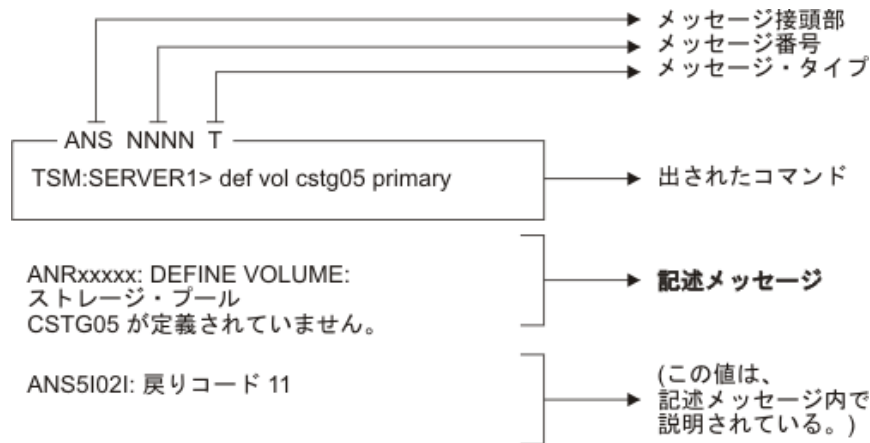 メッセージ接頭部
メッセージ番号
メッセージ・タイプ
ANS NNNN T
TSM:SERVER1> def vol cstg05 primary
出されたコマンド
ANRxxxxx: DEFINE VOLUME:
ストレージ・プール
CSTG05 が定義されていません。
記述メッセージ
ANS5I02I: 戻りコード 11
(この値は、
記述メッセージ内で
説明されている。)